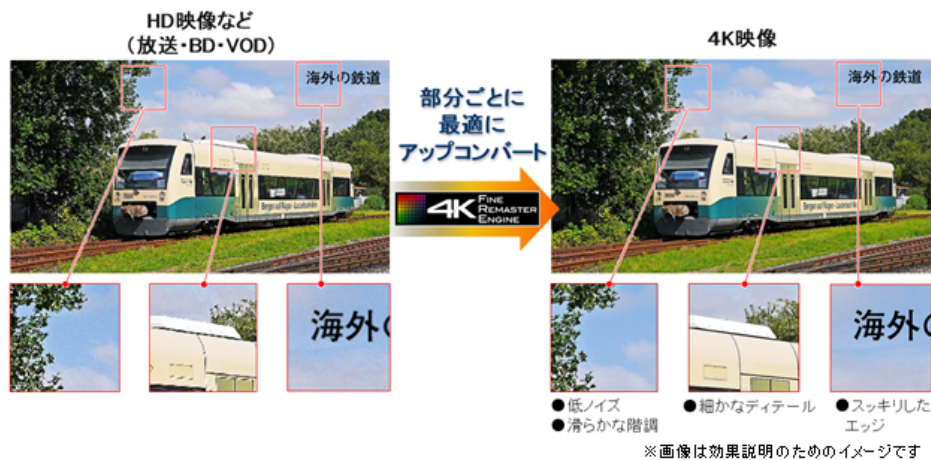 HD映像など
（放送・BD・VOD）
4K映像
海外の鉄道
海外の鉄道
部分ごとに
最適に
アップコンバート
4K FINE
REMASTER
ENGINE
海外の
海外の
●低ノイズ
●滑らかな階調
●細かなディテール
●スッキリした
エッジ
※画像は効果説明のためのイメージです